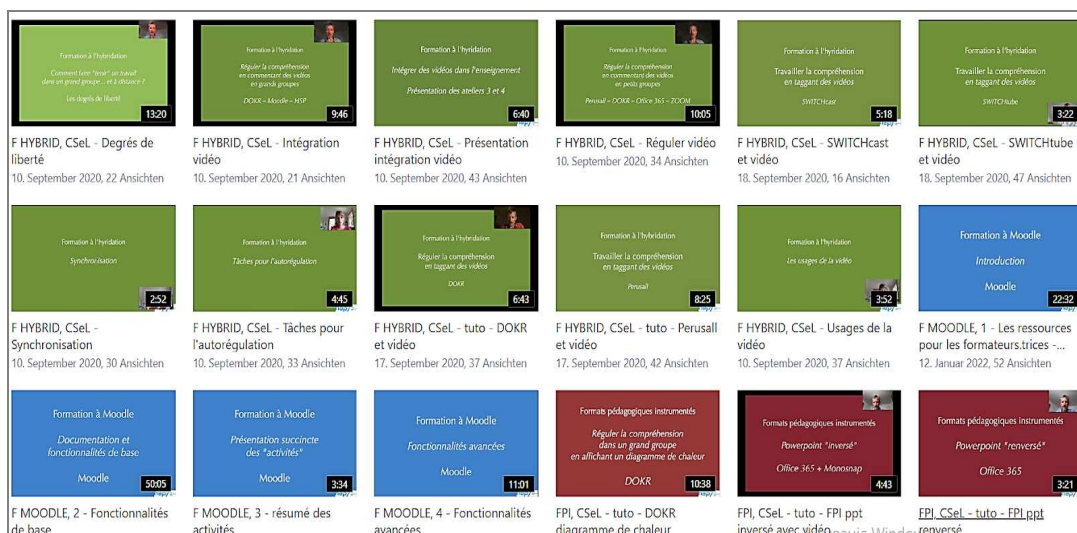 Formation à l'hybridation
Comment faire "tenir" un travail
dans un grand groupe... et à distance ?
Les degrés de liberté
13:20
F HYBRID, CSeL - Degrés de
liberté
10. September 2020, 22 Ansichten
Formation à l'hyridation
Réguler la compréhension
en commentant des vidéos
en grands groupes
DOKR – Moodle – H5P
9:46
F HYBRID, CSeL - Intégration
vidéo
10. September 2020, 21 Ansichten
Formation à l'hyridation
Intégrer des vidéos dans l'enseignement
Présentation des ateliers 3 et 4
6:40
F HYBRID, CSeL - Présentation
intégration vidéo
10. September 2020, 43 Ansichten
Formation à l'hyridation
Réguler la compréhension
en commentant des vidéos
en petits groupes
Perusall – DOKR – Office 365 – ZOOM
10:05
F HYBRID, CSeL - Réguler vidéo
10. September 2020, 34 Ansichten
Formation à l'hyridation
Travailler la compréhension
en taggant des vidéos
SWITCHcast
5:18
F HYBRID, CSeL - SWITCHcast
et vidéo
18. September 2020, 16 Ansichten
Formation à l'hyridation
Travailler la compréhension
en taggant des vidéos
SWITCHtube
3:22
F HYBRID, CSeL - SWITCHtube
et vidéo
18. September 2020, 47 Ansichten
Formation à l'hyridation
Synchronisation
2:52
F HYBRID, CSeL -
Synchronisation
10. September 2020, 30 Ansichten
Formation à l'hyridation
Tâches pour l'autorégulation
4:45
F HYBRID, CSeL - Tâches pour
l'autorégulation
10. September 2020, 33 Ansichten
Formation à l'hyridation
Réguler la compréhension
en taggant des vidéos
DOKR
6:43
F HYBRID, CSeL - tuto - DOKR
et vidéo
17. September 2020, 37 Ansichten
Formation à l'hybridation
Travailler la compréhension
en taggant des vidéos
Perusall
8:25
F HYBRID, CSeL - tuto - Perusall
et vidéo
17. September 2020, 42 Ansichten
Formation à l'hyridation
Les usages de la vidéo
3:52
F HYBRID, CSeL - Usages de la
vidéo
10. September 2020, 37 Ansichten
Formation à Moodle
Introduction
Moodle
22:32
F MOODLE, 1 - Les ressources
pour les formateurs.trices -...
12. Januar 2022, 52 Ansichten
Formation à Moodle
Documentation et
fonctionnalités de base
Moodle
50:05
F MOODLE, 2 - Fonctionnalités
de base
Formation à Moodle
Présentation succincte
des "activités"
Moodle
3:34
F MOODLE, 3 - résumé des
activités
Formation à Moodle
Fonctionnalités avancées
Moodle
11:01
F MOODLE, 4 - Fonctionnalités
avancées
Formats pédagogiques instrumentés
Réguler la compréhension
dans un grand groupe
en affichant un diagramme de chaleur
DOKR
10:38
FPI, CSeL - tuto - DOKR
diagramme de chaleur
Formats pédagogiques instrumentés
Powerpoint "inversé"
Office 365 + Monosnap
4:43
FPI, CSeL - tuto - FPI ppt
inversé avec vidéo
Formats pédagogiques instrumentés
Powerpoint "renversé"
Office 365
3:21
FPI, CSeL - tuto - FPI ppt
renversé